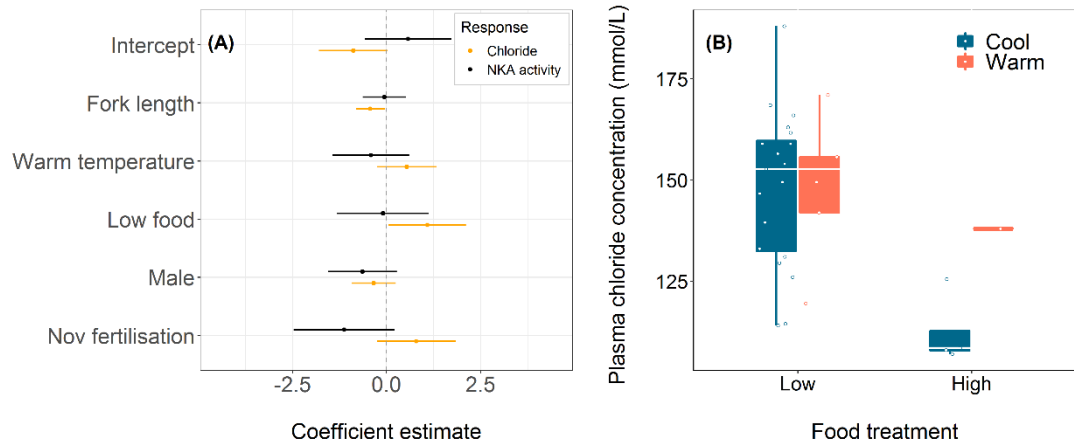 (A)
Response
Chloride
NKA activity
Intercept
Fork length
Warm temperature
Low food
Male
Nov fertilisation
-2.5
0.0
2.5
Coefficient estimate
(B)
Cool
Warm
Plasma chloride concentration (mmol/L)
175
150
125
Low
High
Food treatment